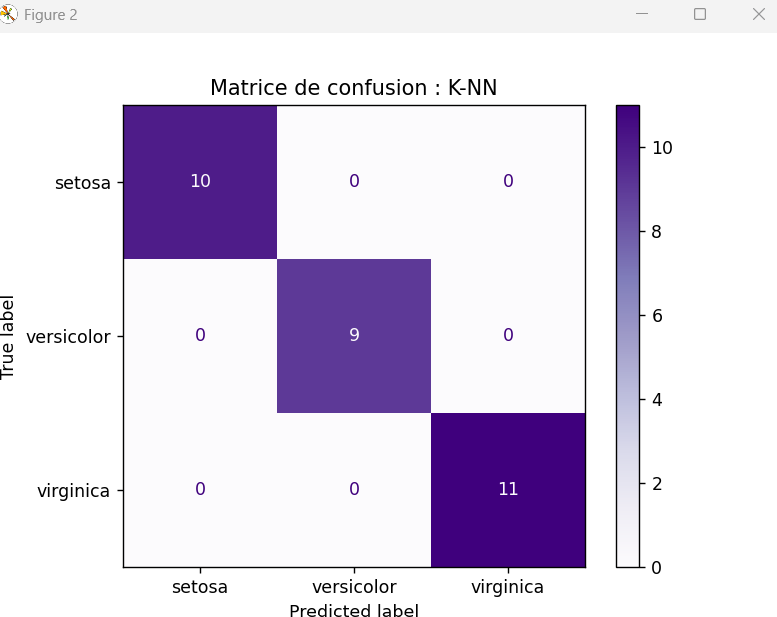 Figure 2
Matrice de confusion : K-NN
True label
setosa
10 0 0
versicolor
0 9 0
virginica
0 0 11
setosa versicolor virginica
Predicted label
10
8
6
4
2
0